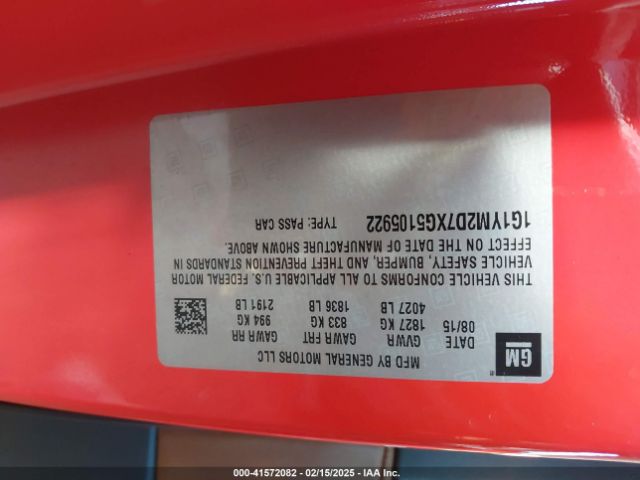 GM
MFD BY GENERAL MOTORS LLC
DATE GVWR GAWR FRT GAWR RR
08/15 1827 KG 833 KG 994 KG
4027 LB 1836 LB 2191 LB
THIS VEHICLE CONFORMS TO ALL APPLICABLE U.S. FEDERAL MOTOR
VEHICLE SAFETY, BUMPER, AND THEFT PREVENTION STANDARDS IN
EFFECT ON THE DATE OF MANUFACTURE SHOWN ABOVE.
1G1YM2D7XG5105922 TYPE: PASS CAR
000-41572082 - 02/15/2025 - IAA Inc.